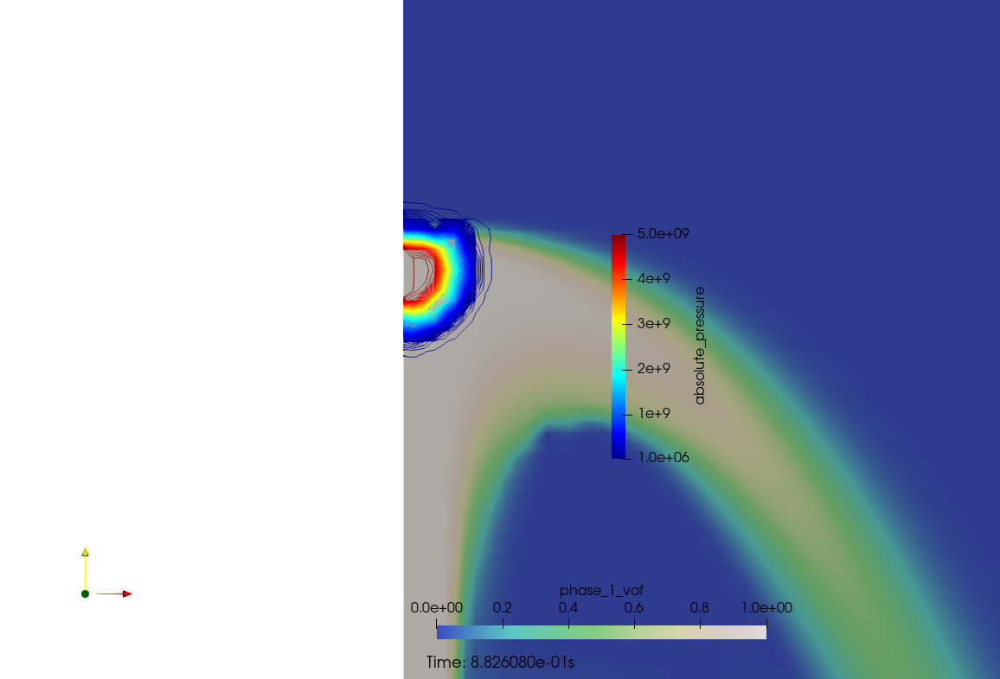 5.0e+09
4e+9
3e+9
2e+9
1e+9
1.0e+06
absolute_pressure
phase_1_vof
0.0e+00 0.2 0.4 0.6 0.8 1.0e+00
Time: 8.826080e-01s